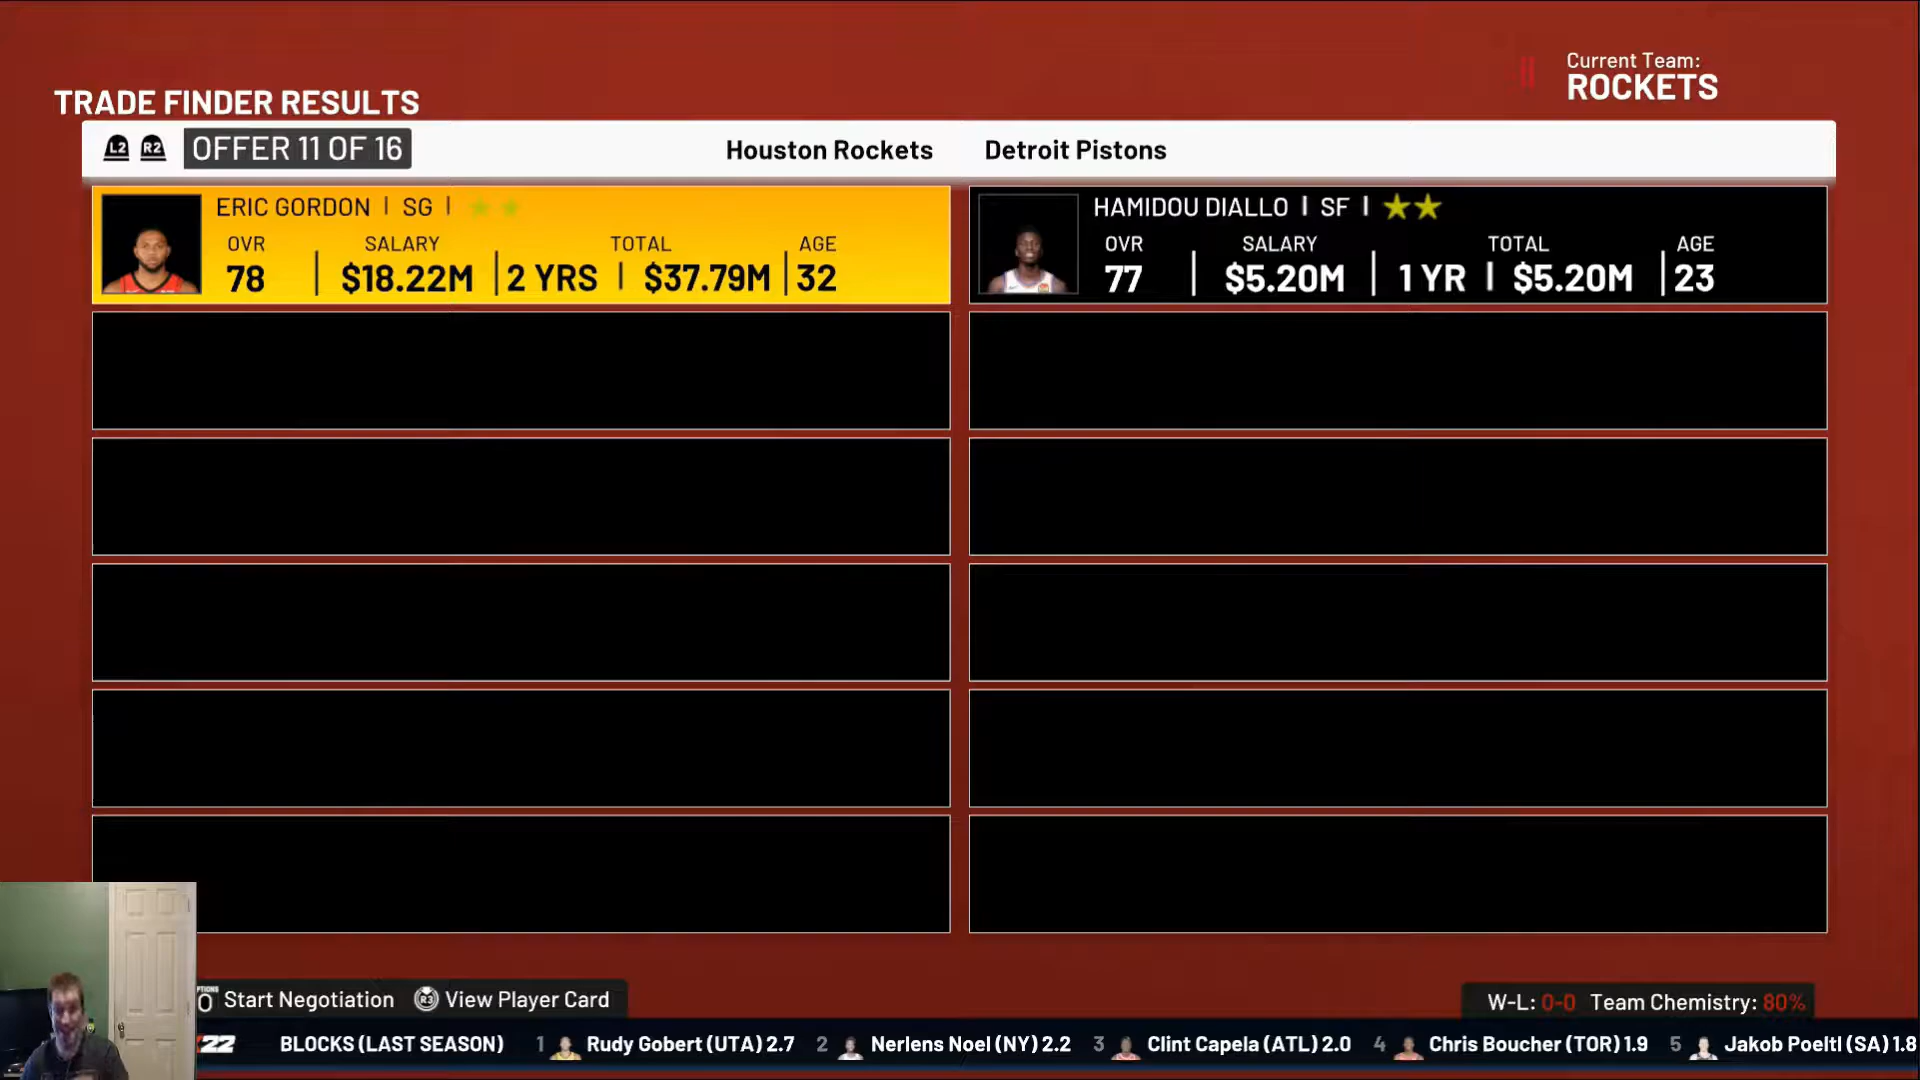 Current Team:
ROCKETS
TRADE FINDER RESULTS
L2 R2 OFFER 11 OF 16 Houston Rockets Detroit Pistons
ERIC GORDON | SG |
OVR SALARY TOTAL AGE
78 | $18.22M | 2 YRS | $37.79M | 32
HAMIDOU DIALLO | SF |
OVR SALARY TOTAL AGE
77 | $5.20M | 1 YR | $5.20M | 23
Start Negotiation R3 View Player Card
W-L: 0-0 Team Chemistry: 80%
22 BLOCKS (LAST SEASON) 1 Rudy Gobert (UTA) 2.7 2 Nerlens Noel (NY) 2.2 3 Clint Capela (ATL) 2.0 4 Chris Boucher (TOR) 1.9 5 Jakob Poeltl (SA) 1.8